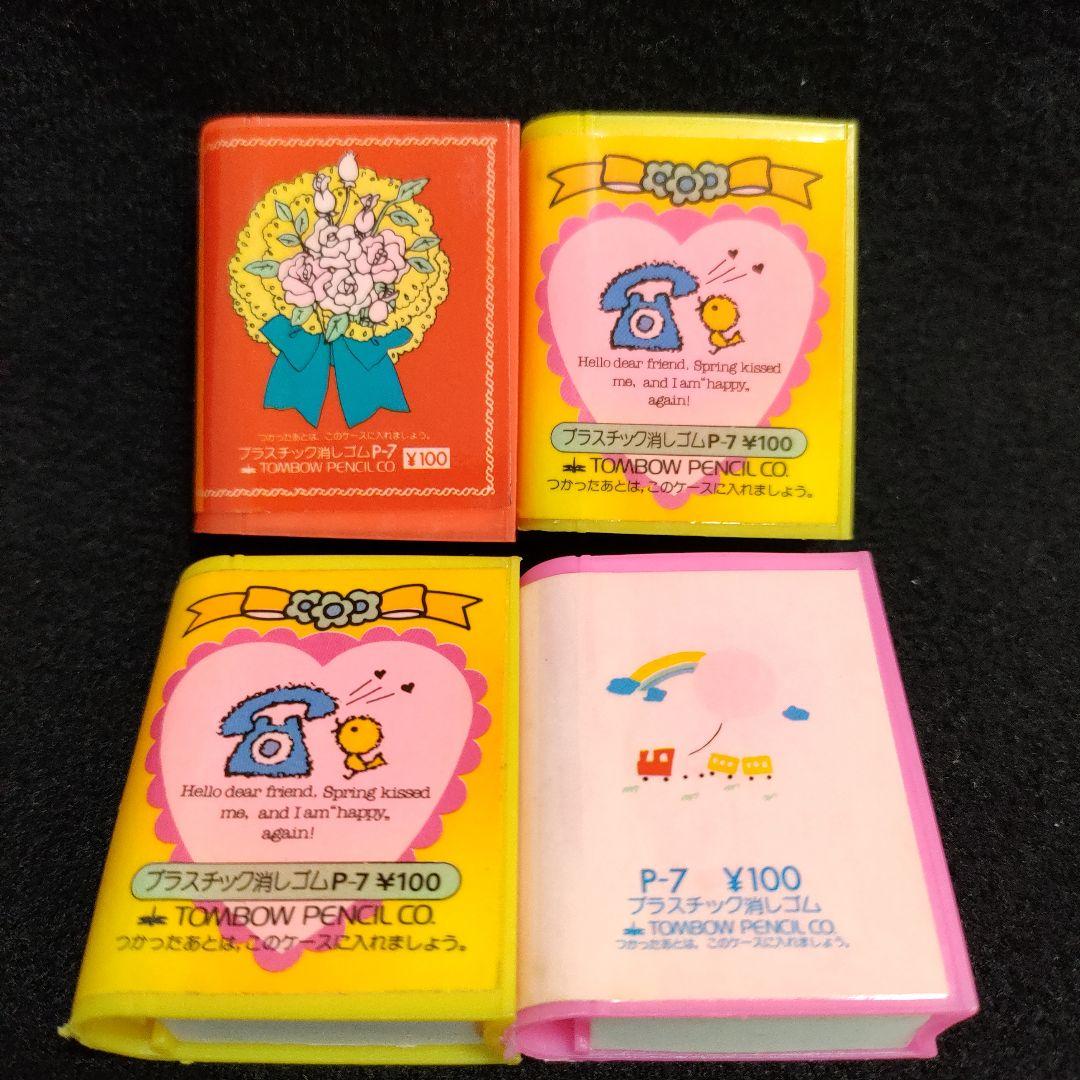 つかったあとは、このケースに入れましょう。
プラスチック消しゴムP-7 ¥100
TOMBOW PENCIL CO.
Hello dear friend. Spring kissed
me, and I am “happy„
again!
プラスチック消しゴムP-7 ¥100
TOMBOW PENCIL CO.
つかったあとは,このケースに入れましょう。
Hello dear friend. Spring kissed
me, and I am “happy„
again!
プラスチック消しゴムP-7 ¥100
TOMBOW PENCIL CO.
つかったあとは,このケースに入れましょう。
P-7 ¥100
プラスチック消しゴム
TOMBOW PENCIL CO.
つかったあとは、このケースに入れましょう。